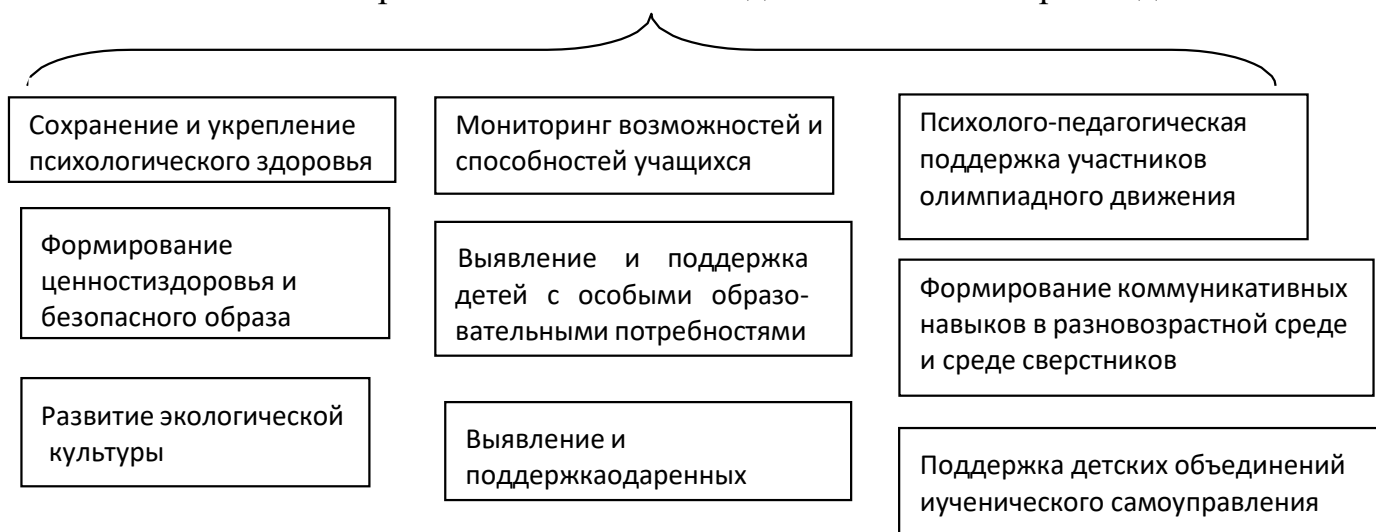 Сохранение и укрепление
психологического здоровья
Формирование
ценностиздоровья и
безопасного образа
Развитие экологической
культуры
Мониторинг возможностей и
способностей учащихся
Выявление и поддержка
детей с особыми образо-
вательными потребностями
Выявление и
поддержкаодаренных
Психолого-педагогическая
поддержка участников
олимпиадного движения
Формирование коммуникативных
навыков в разновозрастной среде
и среде сверстников
Поддержка детских объединений
иученического самоуправления